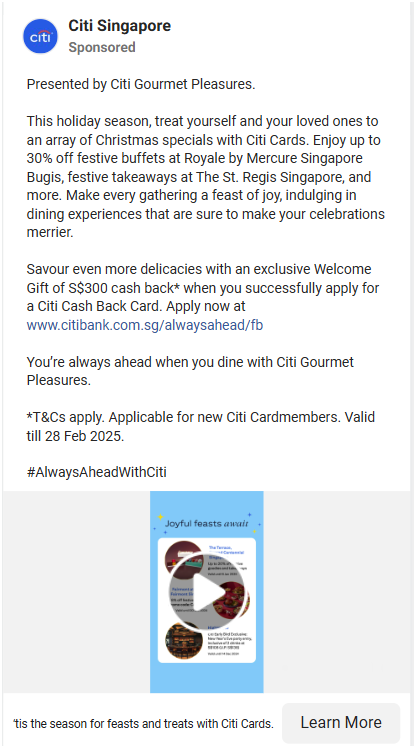 citi
Citi Singapore
Sponsored
Presented by Citi Gourmet Pleasures.
This holiday season, treat yourself and your loved ones to
an array of Christmas specials with Citi Cards. Enjoy up to
30% off festive buffets at Royale by Mercure Singapore
Bugis, festive takeaways at The St. Regis Singapore, and
more. Make every gathering a feast of joy, indulging in
dining experiences that are sure to make your celebrations
merrier.
Savour even more delicacies with an exclusive Welcome
Gift of S$300 cash back* when you successfully apply for
a Citi Cash Back Card. Apply now at
www.citibank.com.sg/alwaysahead/fb
You’re always ahead when you dine with Citi Gourmet
Pleasures.
*T&Cs apply. Applicable for new Citi Cardmembers. Valid
till 28 Feb 2025.
#AlwaysAheadWithCiti
Joyful feasts await
'tis the season for feasts and treats with Citi Cards.
Learn More